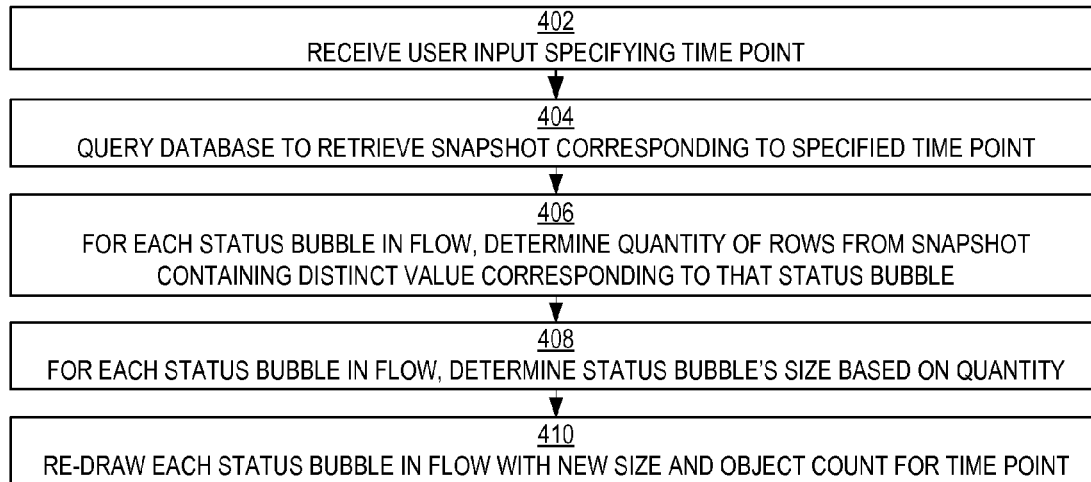 402
RECEIVE USER INPUT SPECIFYING TIME POINT
404
QUERY DATABASE TO RETRIEVE SNAPSHOT CORRESPONDING TO SPECIFIED TIME POINT
406
FOR EACH STATUS BUBBLE IN FLOW, DETERMINE QUANTITY OF ROWS FROM SNAPSHOT
CONTAINING DISTINCT VALUE CORRESPONDING TO THAT STATUS BUBBLE
408
FOR EACH STATUS BUBBLE IN FLOW, DETERMINE STATUS BUBBLE'S SIZE BASED ON QUANTITY
410
RE-DRAW EACH STATUS BUBBLE IN FLOW WITH NEW SIZE AND OBJECT COUNT FOR TIME POINT